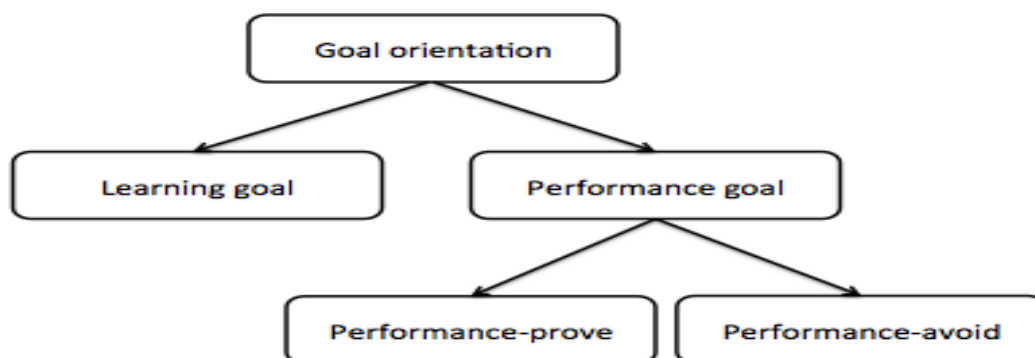 Goal orientation
Learning goal
Performance goal
Performance-prove
Performance-avoid